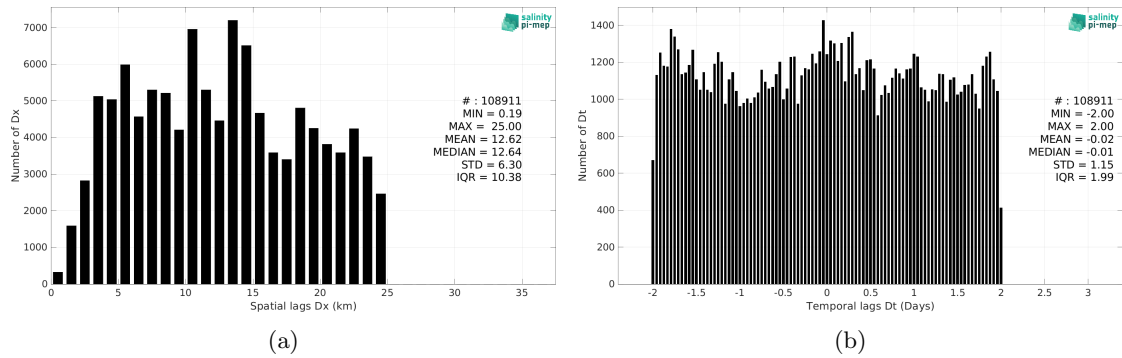 7000
6000
5000
4000
3000
2000
1000
0
Number of Dx
salinity
pi-mep
# : 108911
MIN = 0.19
MAX = 25.00
MEAN = 12.62
MEDIAN = 12.64
STD = 6.30
IQR = 10.38
0 5 10 15 20 25 30 35
Spatial lags Dx (km)
(a)
1400
1200
1000
800
600
400
200
0
Number of Dt
salinity
pi-mep
# : 108911
MIN = -2.00
MAX = 2.00
MEAN = -0.02
MEDIAN = -0.01
STD = 1.15
IQR = 1.99
-2 -1.5 -1 -0.5 0 0.5 1 1.5 2 2.5 3
Temporal lags Dt (Days)
(b)